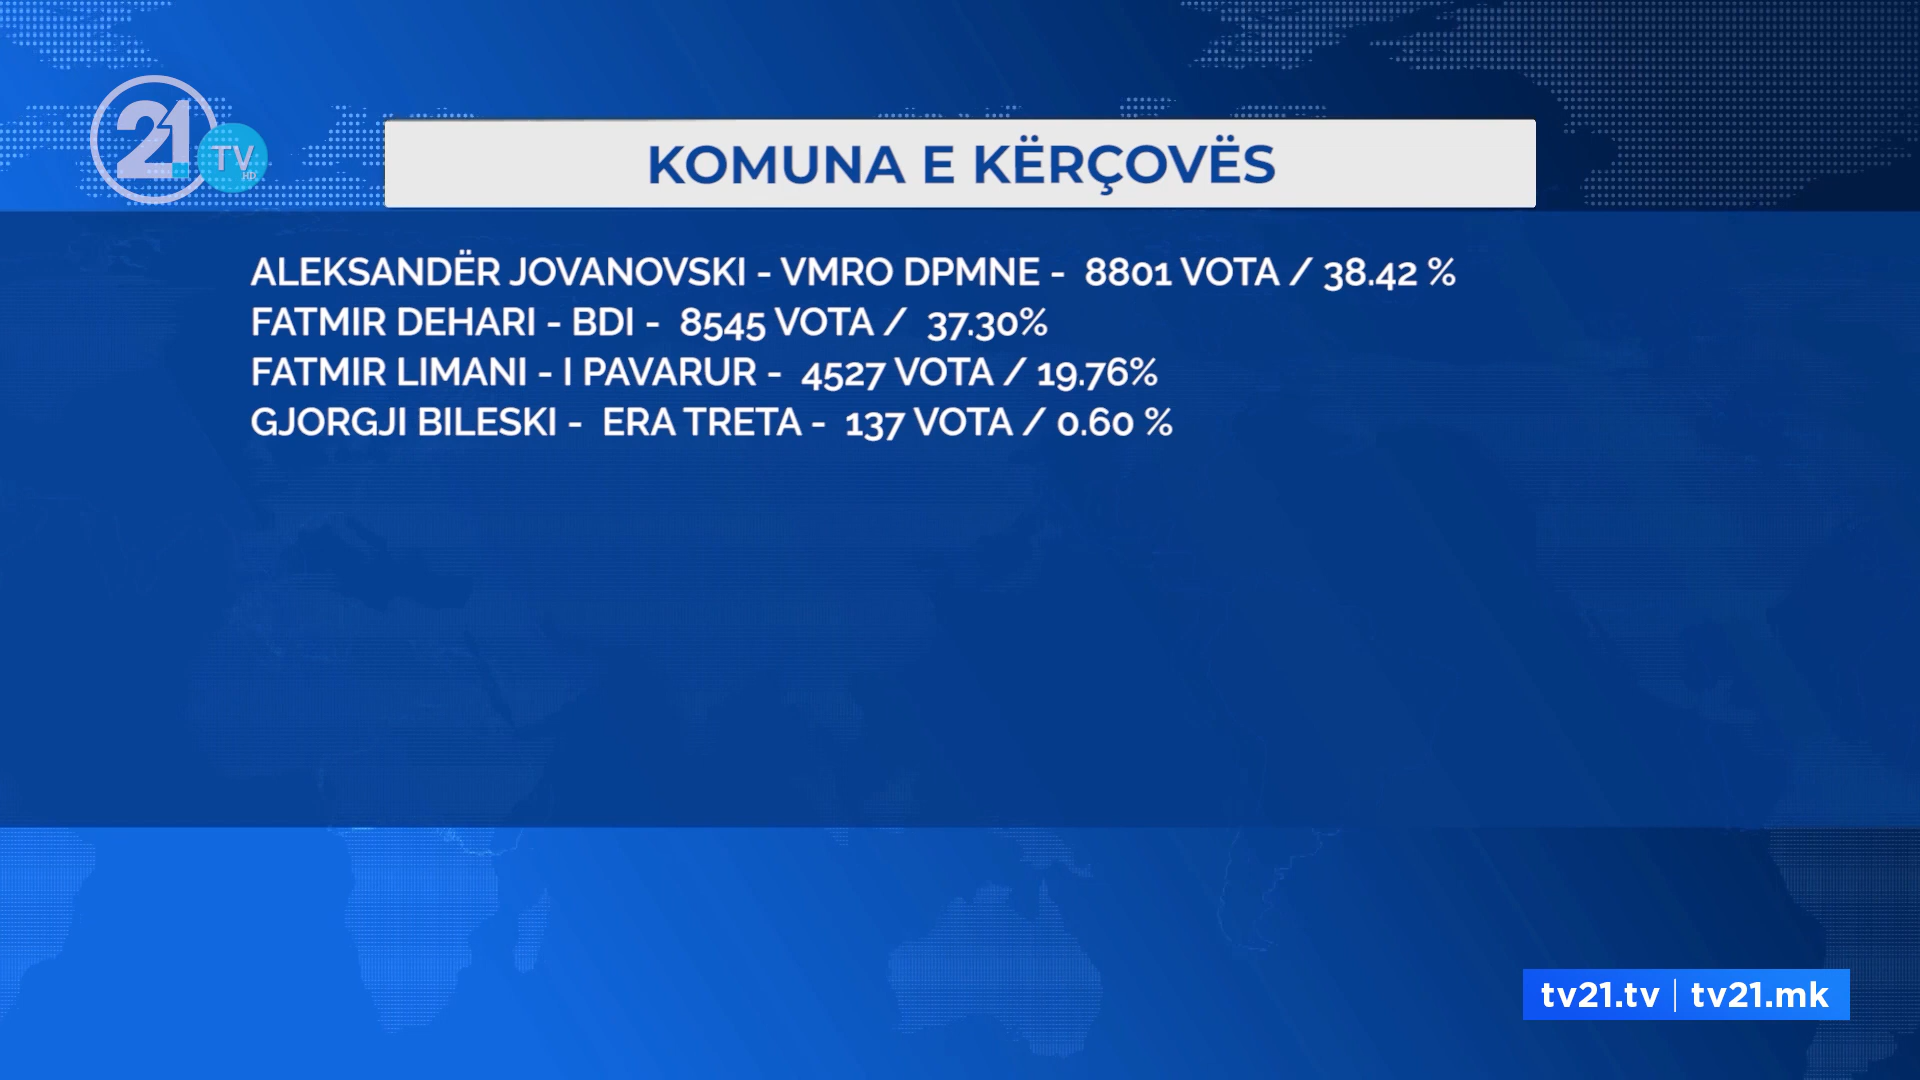 21 TV HD
KOMUNA E KËRÇOVËS
ALEKSANDËR JOVANOVSKI - VMRO DPMNE - 8801 VOTA / 38.42 %
FATMIR DEHARI - BDI - 8545 VOTA / 37.30%
FATMIR LIMANI - I PAVARUR - 4527 VOTA / 19.76%
GJORGJI BILESKI - ERA TRETA - 137 VOTA / 0.60 %
tv21.tv | tv21.mk